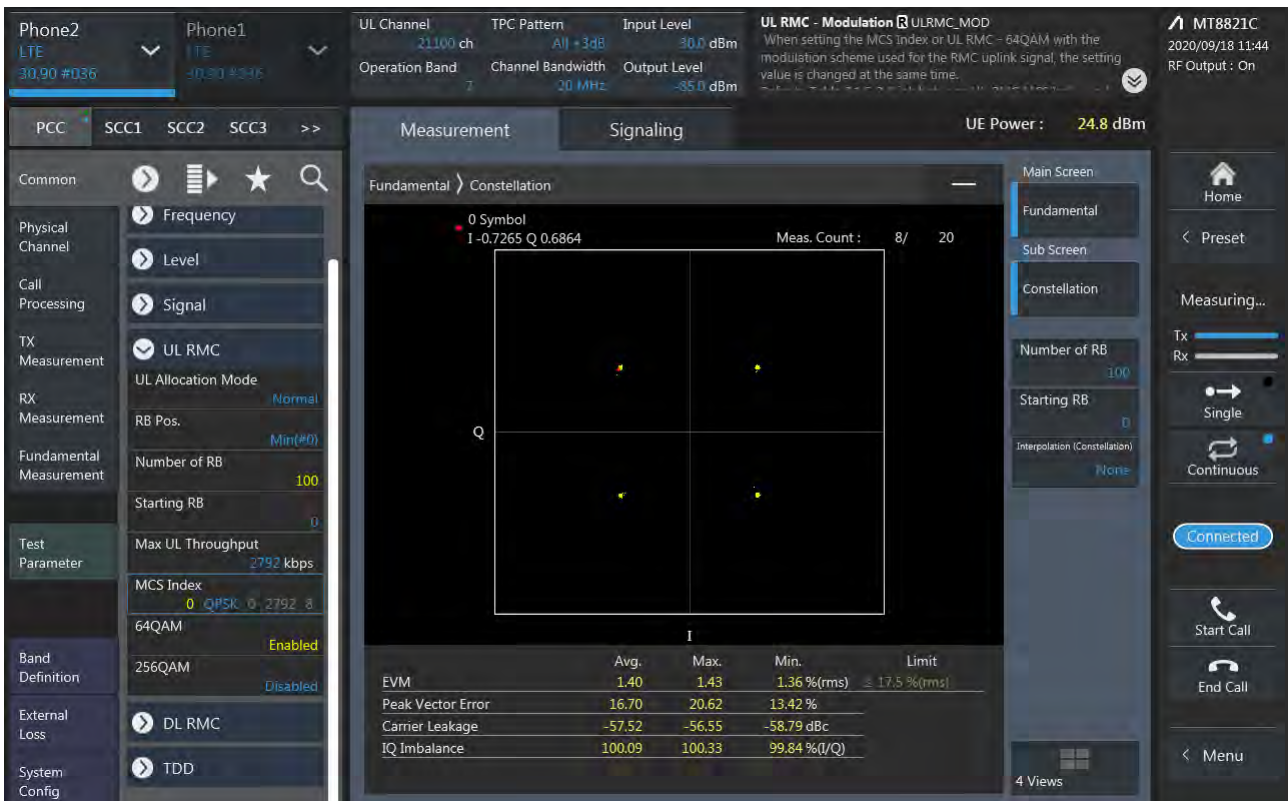 Phone2
LTE
30.90 #036
Phone1
LTE
UL Channel
21100 ch
Operation Band
7
TPC Pattern
All +3dB
Channel Bandwidth
20 MHz
Input Level
30.0 dBm
Output Level
-85.0 dBm
UL RMC - Modulation R ULRMC_MOD
When setting the MCS Index or UL RMC - 64QAM with the
modulation scheme used for the RMC uplink signal, the setting
value is changed at the same time.
MT8821C
2020/09/18 11:44
RF Output : On
PCC SCC1 SCC2 SCC3 >>
Measurement
Signaling
UE Power : 24.8 dBm
Common
Physical
Channel
Call
Processing
TX
Measurement
RX
Measurement
Fundamental
Measurement
Test
Parameter
Band
Definition
External
Loss
System
Config
Frequency
Level
Signal
UL RMC
UL Allocation Mode
Normal
RB Pos.
Min(#0)
Number of RB
100
Starting RB
0
Max UL Throughput
2792 kbps
MCS Index
0 QPSK 0 2792 8
64QAM
Enabled
256QAM
Disabled
DL RMC
TDD
Fundamental > Constellation
0 Symbol
I -0.7265 Q 0.6864
Meas. Count : 8/ 20
Q
I
Avg. Max. Min. Limit
EVM 1.40 1.43 1.36 %(rms) ≤ 17.5 %(rms)
Peak Vector Error 16.70 20.62 13.42 %
Carrier Leakage -57.52 -56.55 -58.79 dBc
IQ Imbalance 100.09 100.33 99.84 %(I/Q)
Main Screen
Fundamental
Sub Screen
Constellation
Number of RB
100
Starting RB
0
Interpolation (Constellation)
None
4 Views
Home
< Preset
Measuring...
Tx
Rx
Single
Continuous
Connected
Start Call
End Call
< Menu